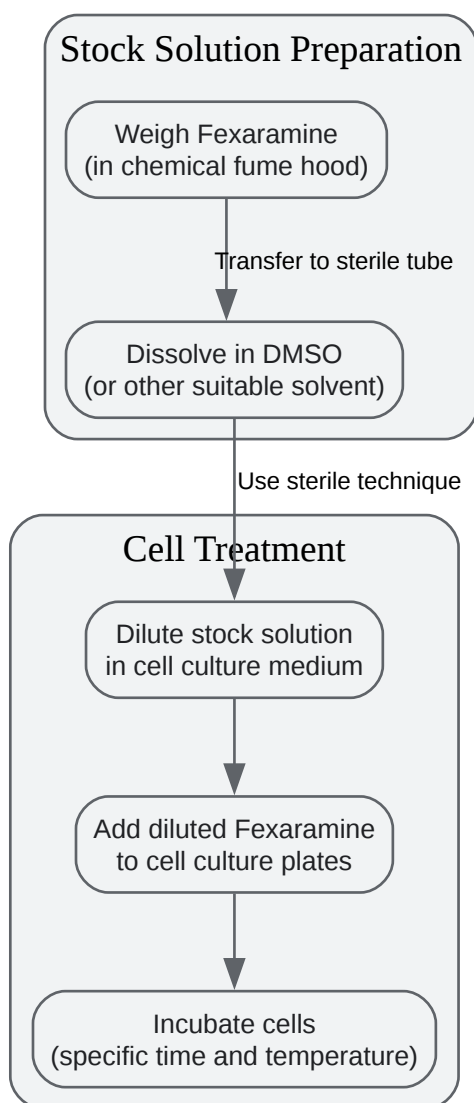 Stock Solution Preparation
Weigh Fexaramine
(in chemical fume hood)
Transfer to sterile tube
Dissolve in DMSO
(or other suitable solvent)
Use sterile technique
Cell Treatment
Dilute stock solution
in cell culture medium
Add diluted Fexaramine
to cell culture plates
Incubate cells
(specific time and temperature)